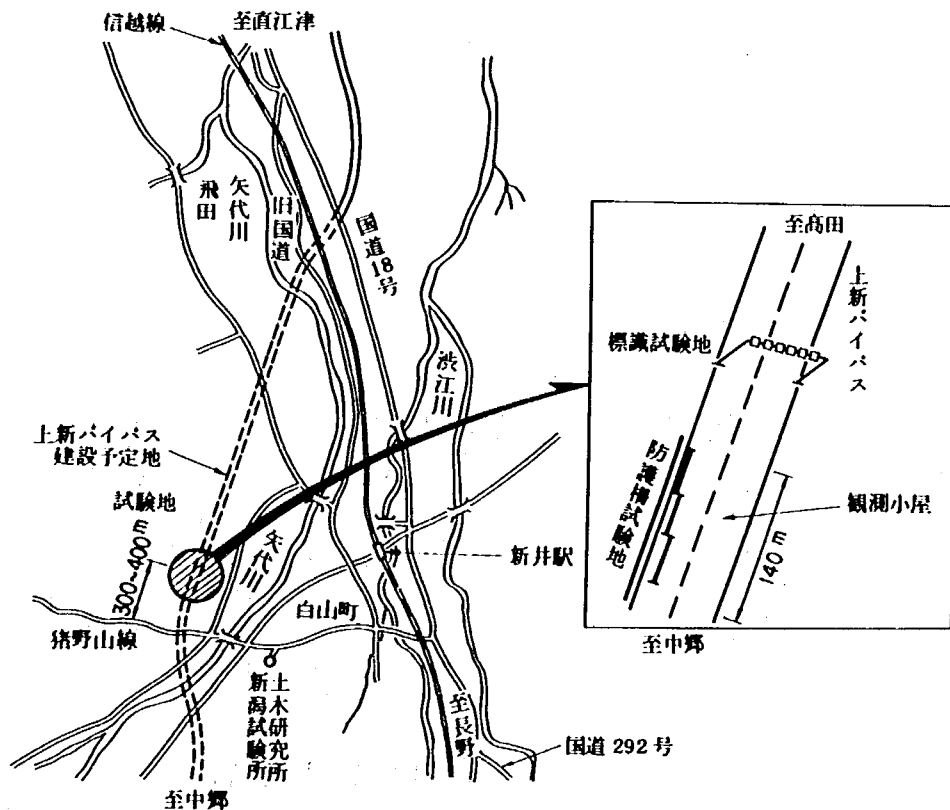 信越線
至直江津
飛田
矢代川
旧国道
国道18号
渋江川
上新バイパス
建設予定地
試験地
300~400m
矢代川
新井駅
白山町
猪野山線
土木研究所
新潟試験所
至長野
国道 292 号
至中郷
至高田
上新バイパス
標識試験地
防護柵試験地
観測小屋
140m
至中郷